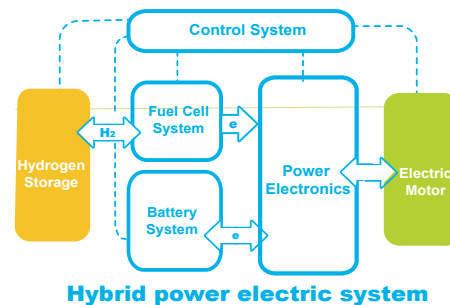 Control System
Fuel Cell
System
H₂
e
Hydrogen
Storage
Power
Electronics
Electric
Motor
Battery
System
e
Hybrid power electric system